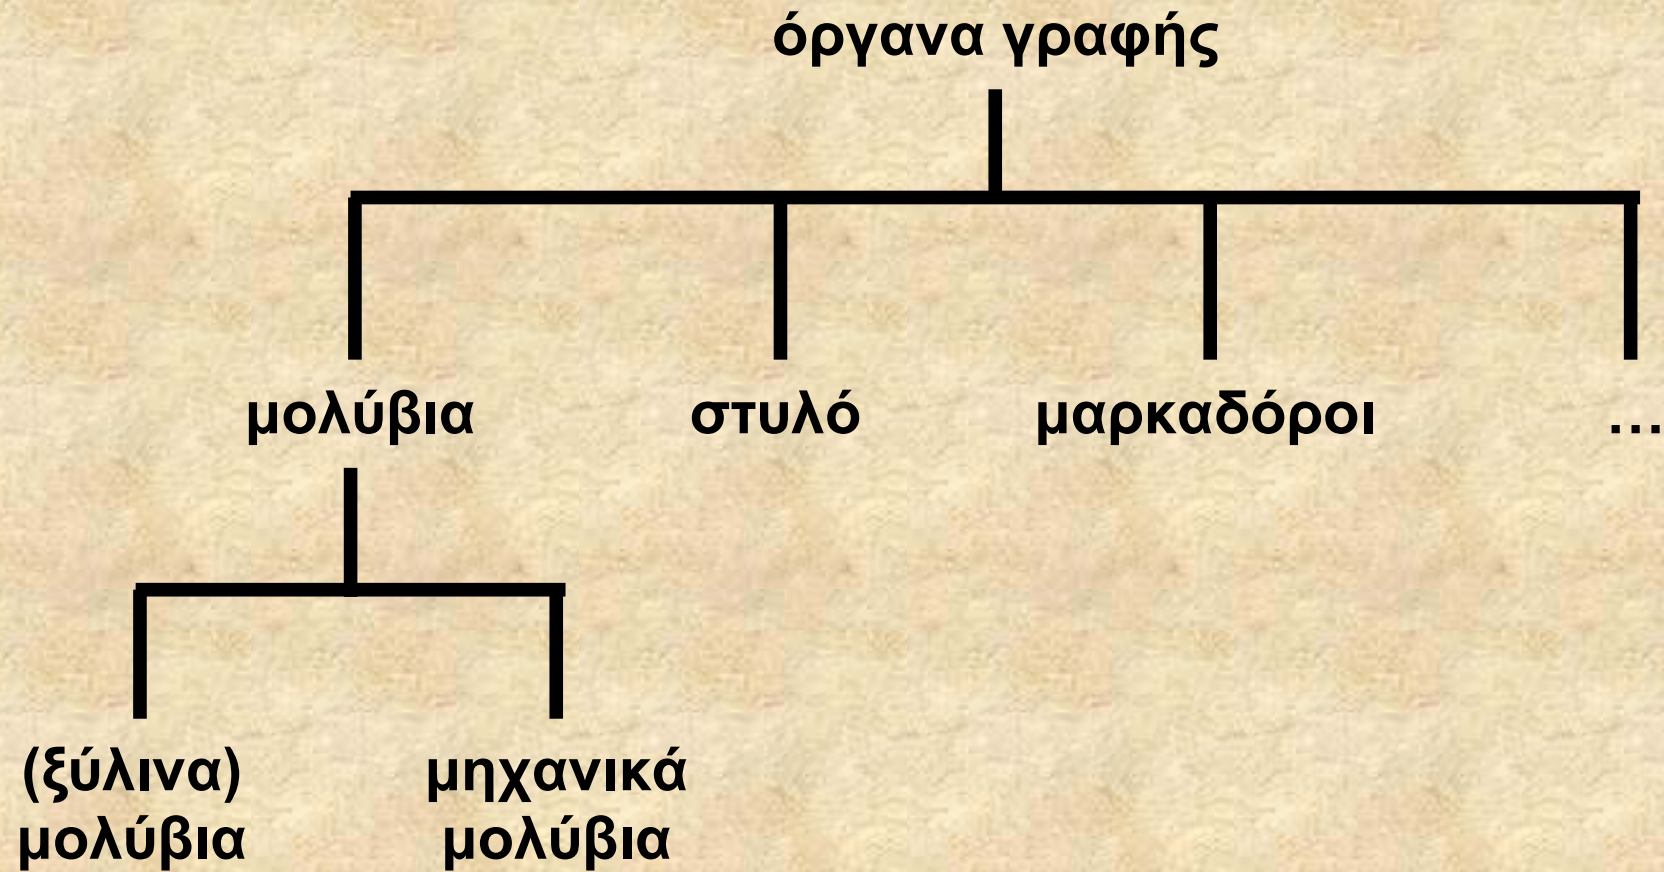 όργανα γραφής
μολύβια στυλό μαρκαδόροι ...
(ξύλινα) μηχανικά
μολύβια μολύβια